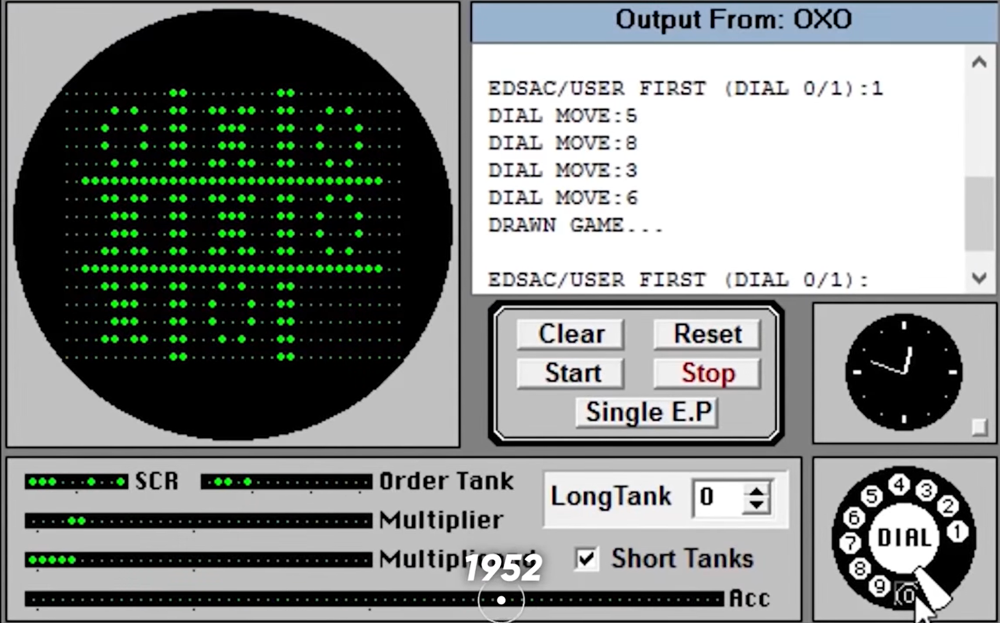 Output From: OXO
EDSAC/USER FIRST (DIAL 0/1):1
DIAL MOVE:5
DIAL MOVE:8
DIAL MOVE:3
DIAL MOVE:6
DRAWN GAME...
EDSAC/USER FIRST (DIAL 0/1):
Clear
Reset
Start
Stop
Single E.P
SCR
Order Tank
LongTank 0
Multiplier
Short Tanks
1952
Acc
4
3
5
2
6
1
DIAL
7
8
9
0